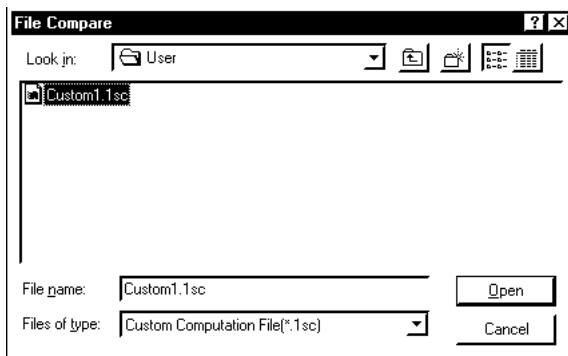 File Compare
Look in: User
Custom1.1sc
File name: Custom1.1sc
Open
Files of type: Custom Computation File(*.1sc)
Cancel